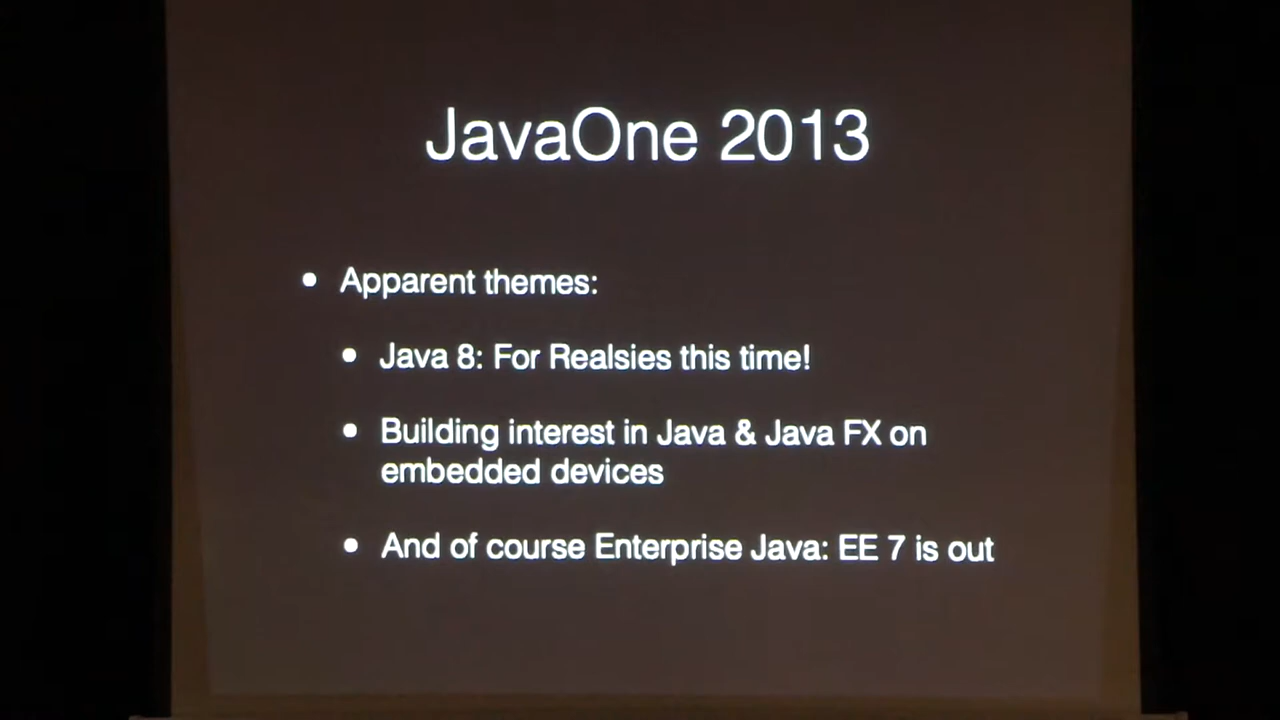 JavaOne 2013
• Apparent themes:
• Java 8: For Realsies this time!
• Building interest in Java & Java FX on
embedded devices
• And of course Enterprise Java: EE 7 is out